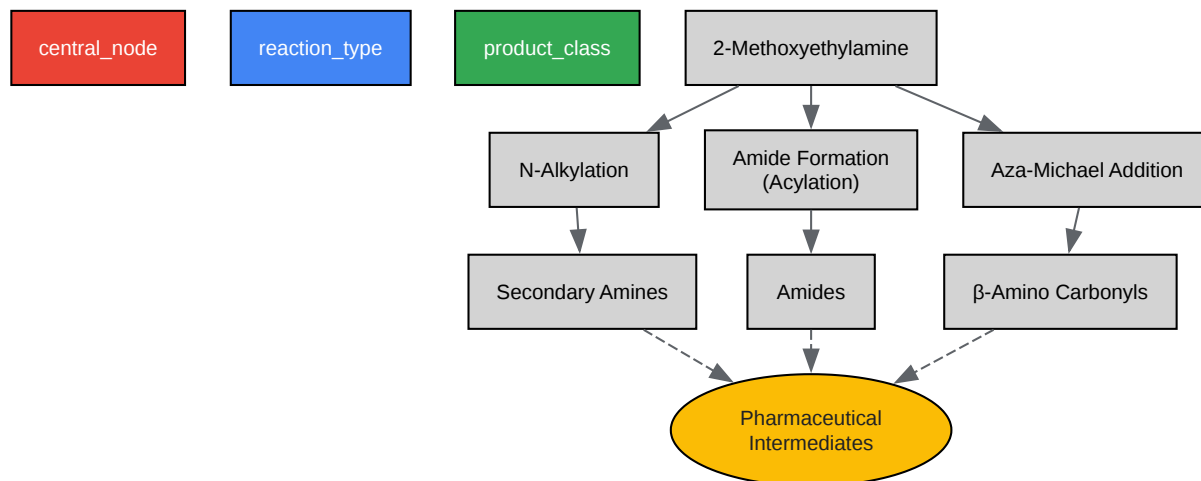 central_node
reaction_type
product_class
2-Methoxyethylamine
N-Alkylation
Amide Formation
(Acylation)
Aza-Michael Addition
Secondary Amines
Amides
β-Amino Carbonyls
Pharmaceutical
Intermediates